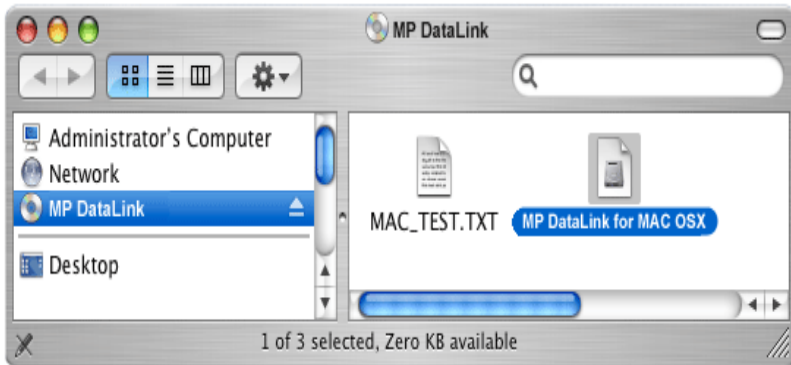 MP DataLink
Administrator's Computer
Network
MP DataLink
Desktop
MAC_TEST.TXT
MP DataLink for MAC OSX
1 of 3 selected, Zero KB available